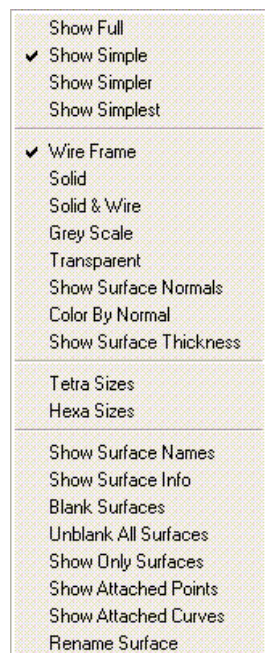 Show Full
Show Simple
Show Simpler
Show Simplest
Wire Frame
Solid
Solid & Wire
Grey Scale
Transparent
Show Surface Normals
Color By Normal
Show Surface Thickness
Tetra Sizes
Hexa Sizes
Show Surface Names
Show Surface Info
Blank Surfaces
Unblank All Surfaces
Show Only Surfaces
Show Attached Points
Show Attached Curves
Rename Surface